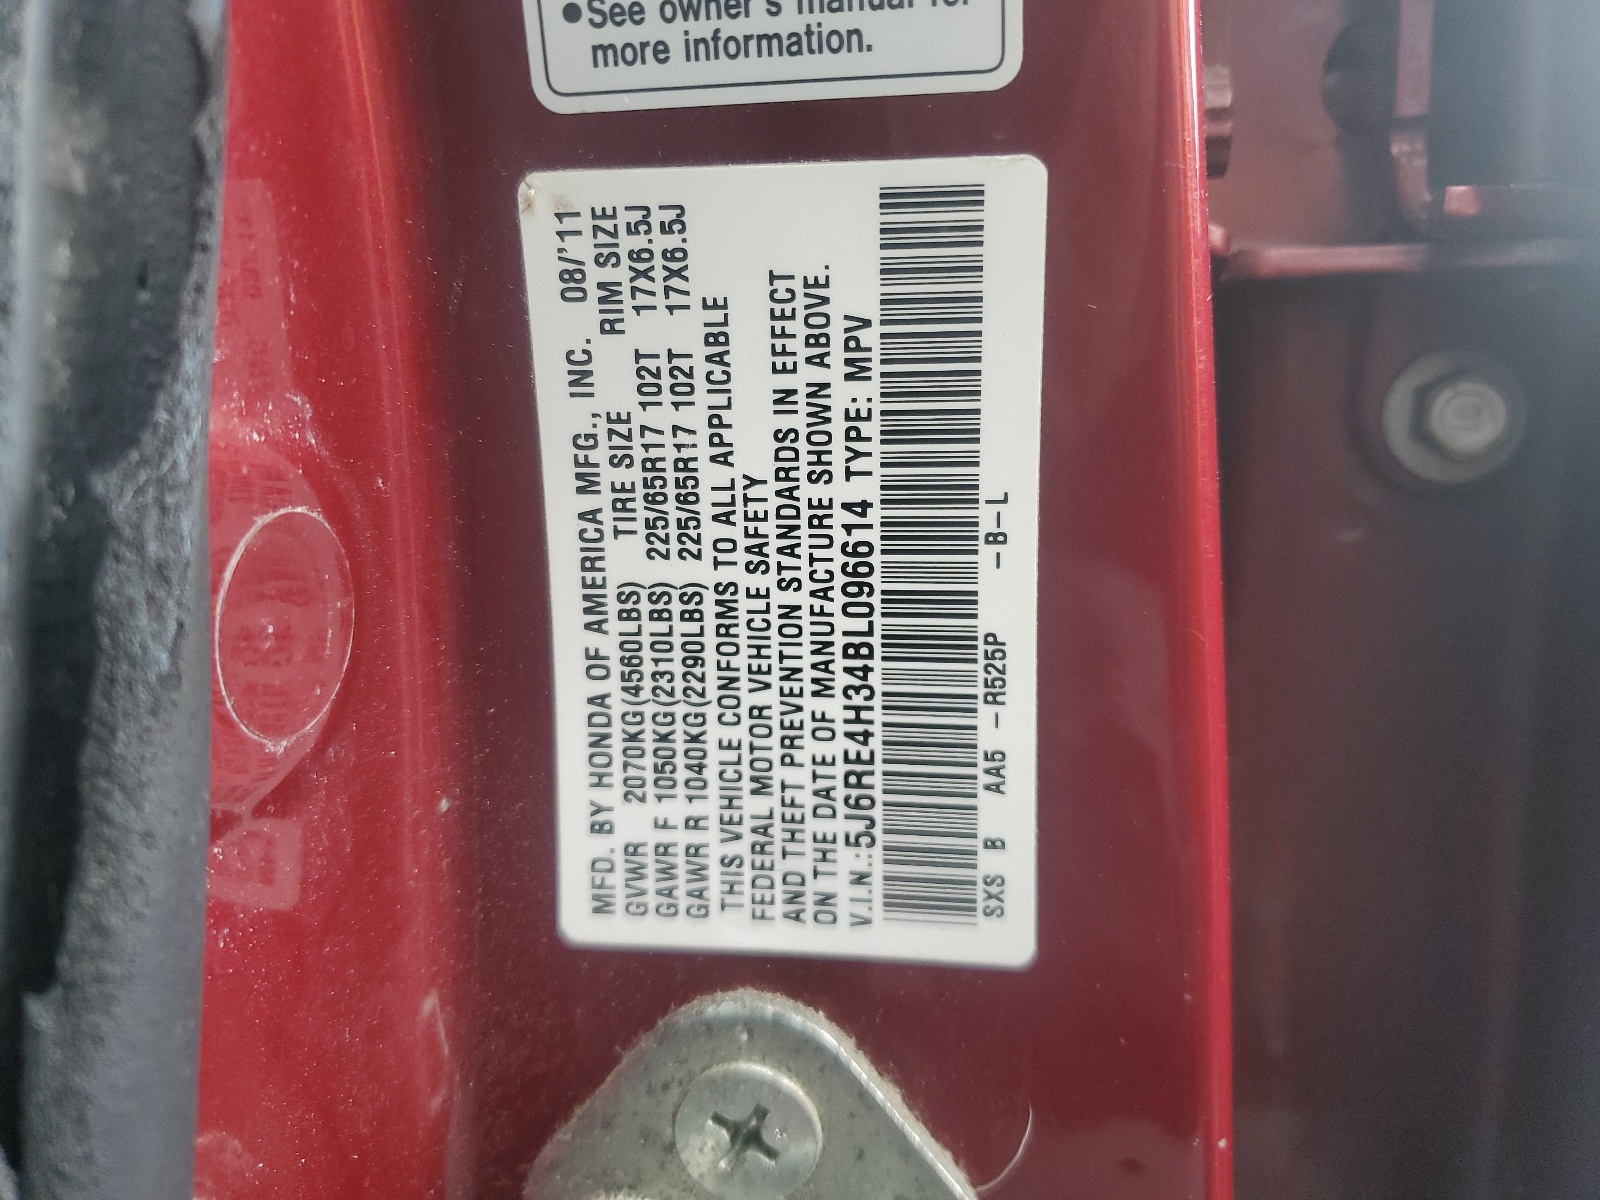 ●See owner's manual for
more information.
MFD. BY HONDA OF AMERICA MFG., INC. 08/'11
GVWR 2070KG(4560LBS) TIRE SIZE RIM SIZE
GAWR F 1050KG(2310LBS) 225/65R17 102T 17X6.5J
GAWR R 1040KG(2290LBS) 225/65R17 102T 17X6.5J
THIS VEHICLE CONFORMS TO ALL APPLICABLE
FEDERAL MOTOR VEHICLE SAFETY
AND THEFT PREVENTION STANDARDS IN EFFECT
ON THE DATE OF MANUFACTURE SHOWN ABOVE.
V.I.N.:5J6RE4H34BL096614 TYPE: MPV
SXS B AA5 -R525P -B-L